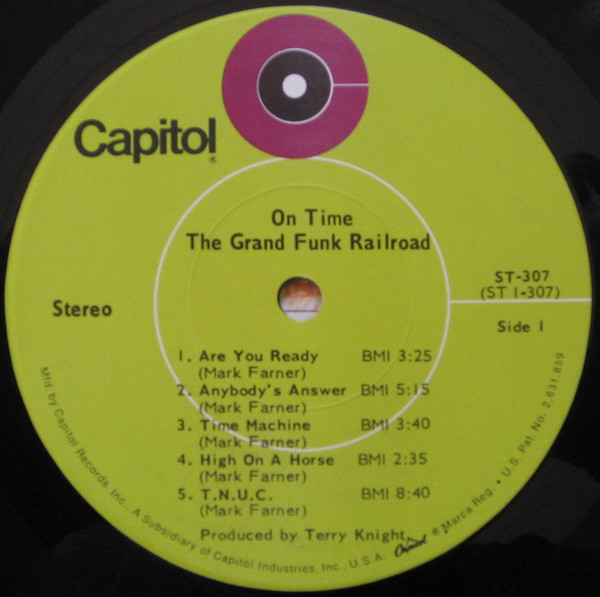 Capitol®
On Time
The Grand Funk Railroad
ST-307
(ST 1-307)
Stereo
Side 1
1. Are You Ready BMI 3:25
(Mark Farner)
2. Anybody's Answer BMI 5:15
(Mark Farner)
3. Time Machine BMI 3:40
(Mark Farner)
4. High On A Horse BMI 2:35
(Mark Farner)
5. T.N.U.C. BMI 8:40
(Mark Farner)
Produced by Terry Knight
Mfd. by Capitol Records, Inc., A Subsidiary of Capitol Industries, Inc., U.S.A. Capitol ® Marca Reg. • U.S. Pat. No. 2,631,859